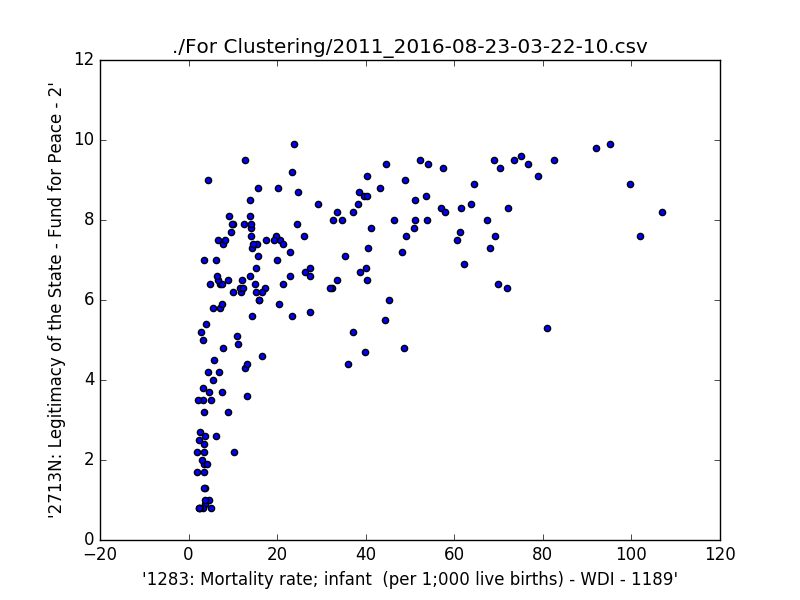 ./For Clustering/2011_2016-08-23-03-22-10.csv
'2713N: Legitimacy of the State - Fund for Peace - 2'
12
10
8
6
4
2
0
−20 0 20 40 60 80 100 120
'1283: Mortality rate; infant  (per 1;000 live births) - WDI - 1189'